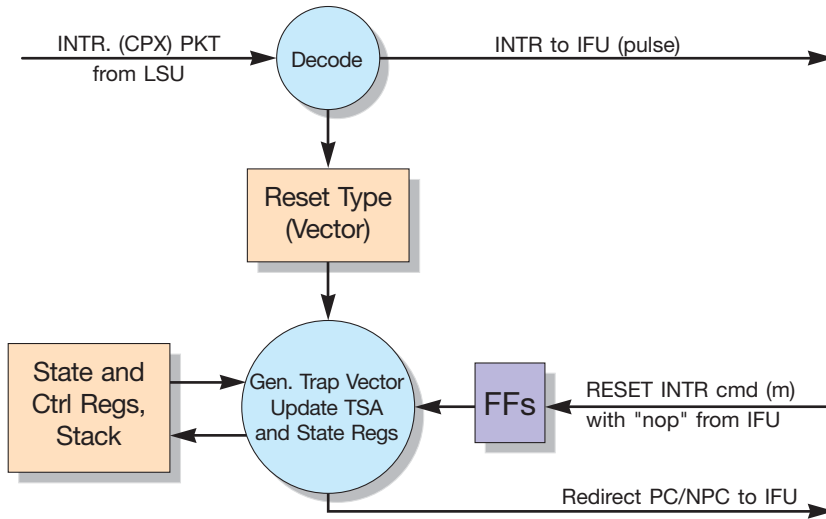 INTR. (CPX) PKT
from LSU
Decode
INTR to IFU (pulse)
Reset Type
(Vector)
State and
Ctrl Regs,
Stack
Gen. Trap Vector
Update TSA
and State Regs
FFs
RESET INTR cmd (m)
with "nop" from IFU
Redirect PC/NPC to IFU